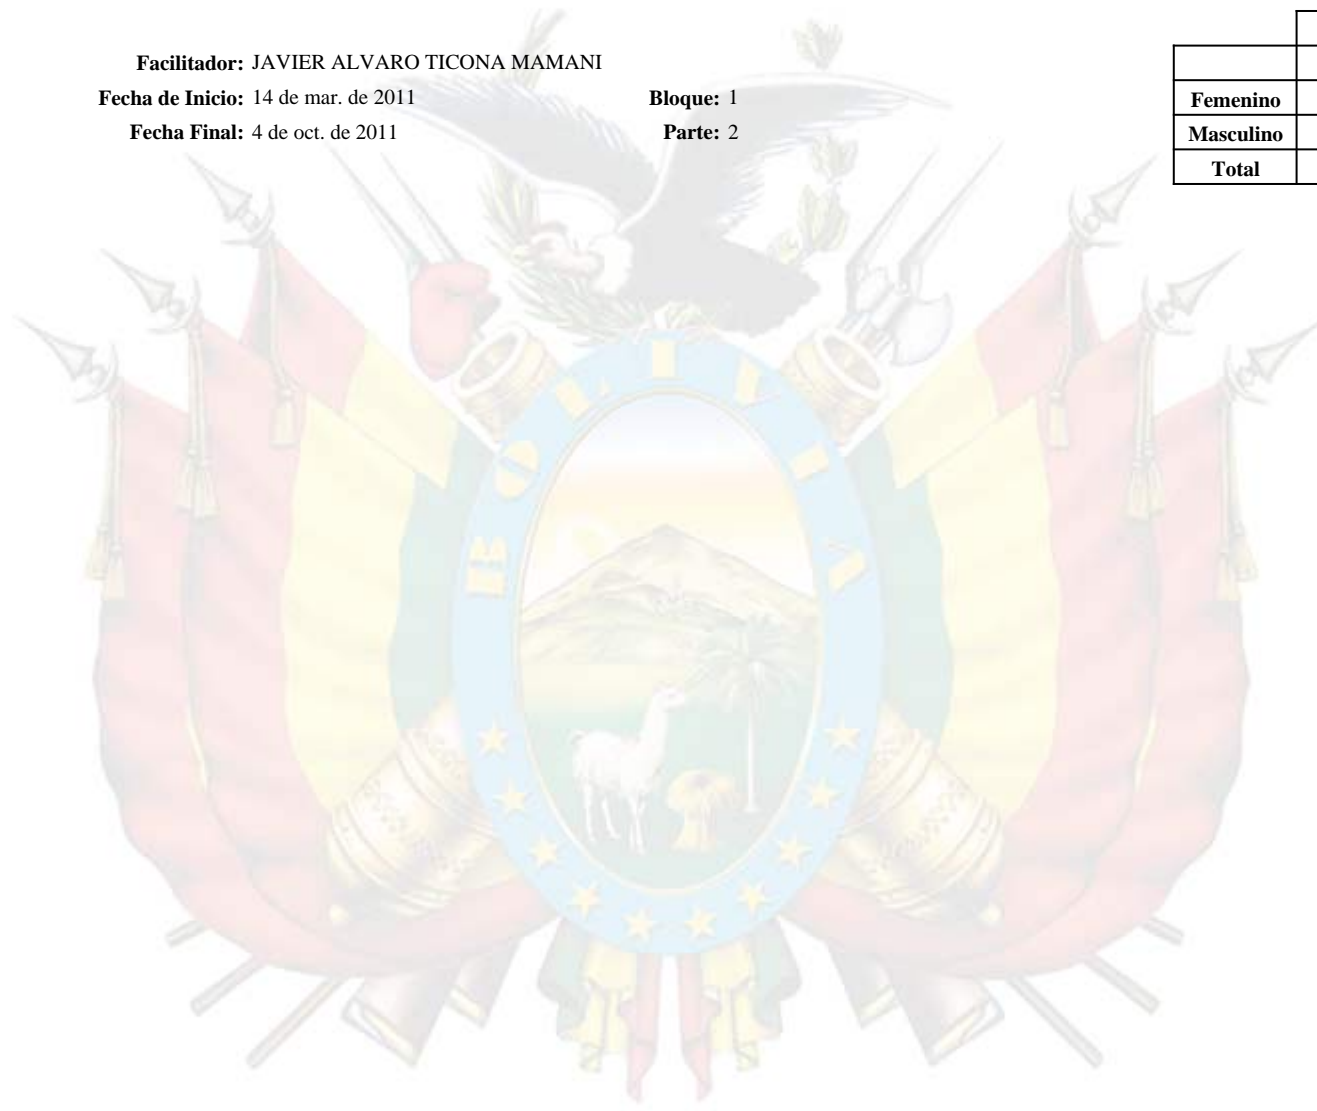 Facilitador: JAVIER ALVARO TICONA MAMANI
Fecha de Inicio: 14 de mar. de 2011 Bloque: 1
Fecha Final: 4 de oct. de 2011 Parte: 2
Femenino
Masculino
Total
BOLIVIA